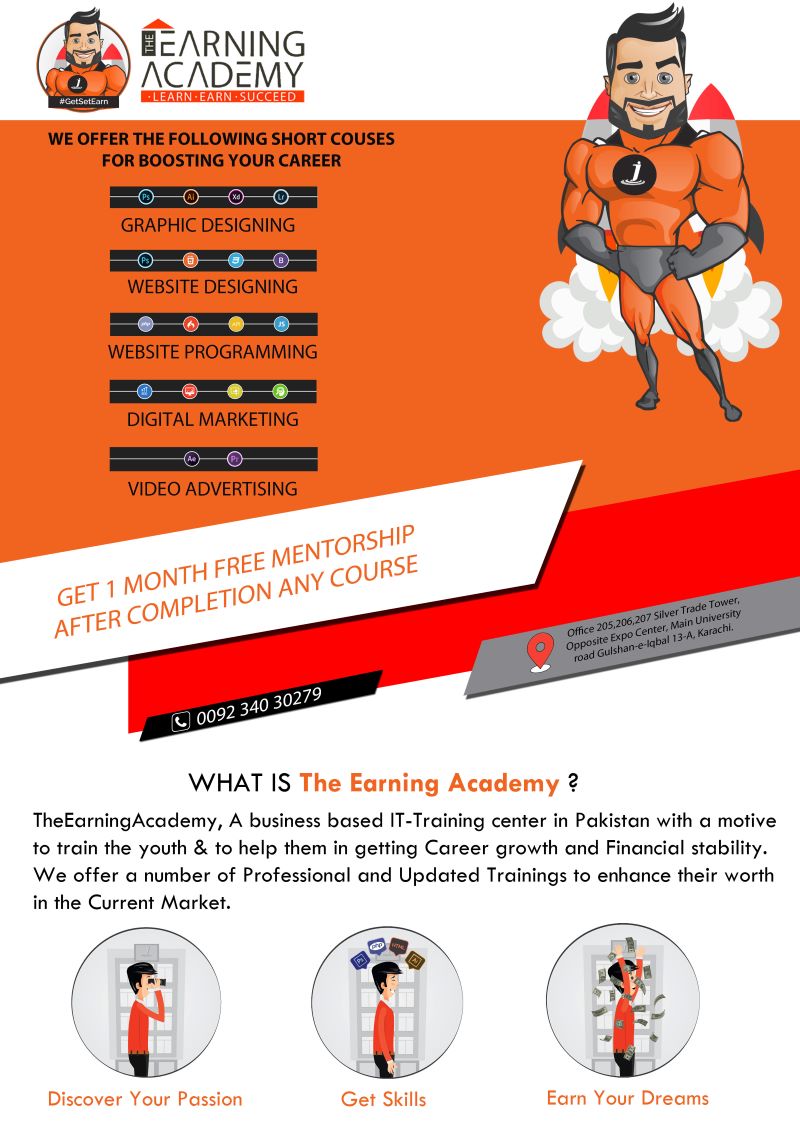 #GetSetEarn
THE EARNING
ACADEMY
• LEARN • EARN • SUCCEED
WE OFFER THE FOLLOWING SHORT COUSES
FOR BOOSTING YOUR CAREER
Ps Ai Xd Lr
GRAPHIC DESIGNING
Ps B
WEBSITE DESIGNING
php API JS
WEBSITE PROGRAMMING
DIGITAL MARKETING
Ae Pi
VIDEO ADVERTISING
GET 1 MONTH FREE MENTORSHIP
AFTER COMPLETION ANY COURSE
Office 205,206,207 Silver Trade Tower,
Opposite Expo Center, Main University
road Gulshan-e-Iqbal 13-A, Karachi.
0092 340 30279
WHAT IS The Earning Academy ?
TheEarningAcademy, A business based IT-Training center in Pakistan with a motive
to train the youth & to help them in getting Career growth and Financial stability.
We offer a number of Professional and Updated Trainings to enhance their worth
in the Current Market.
Ps php HTML Ai
Discover Your Passion
Get Skills
Earn Your Dreams